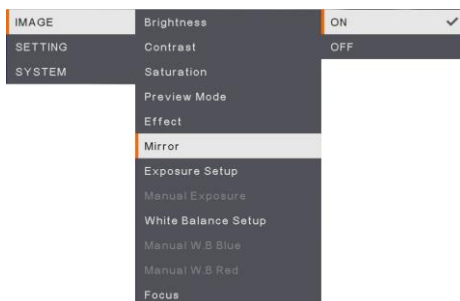 IMAGE
SETTING
SYSTEM
Brightness
Contrast
Saturation
Preview Mode
Effect
Mirror
Exposure Setup
Manual Exposure
White Balance Setup
Manual W.B Blue
Manual W.B Red
Focus
ON
OFF